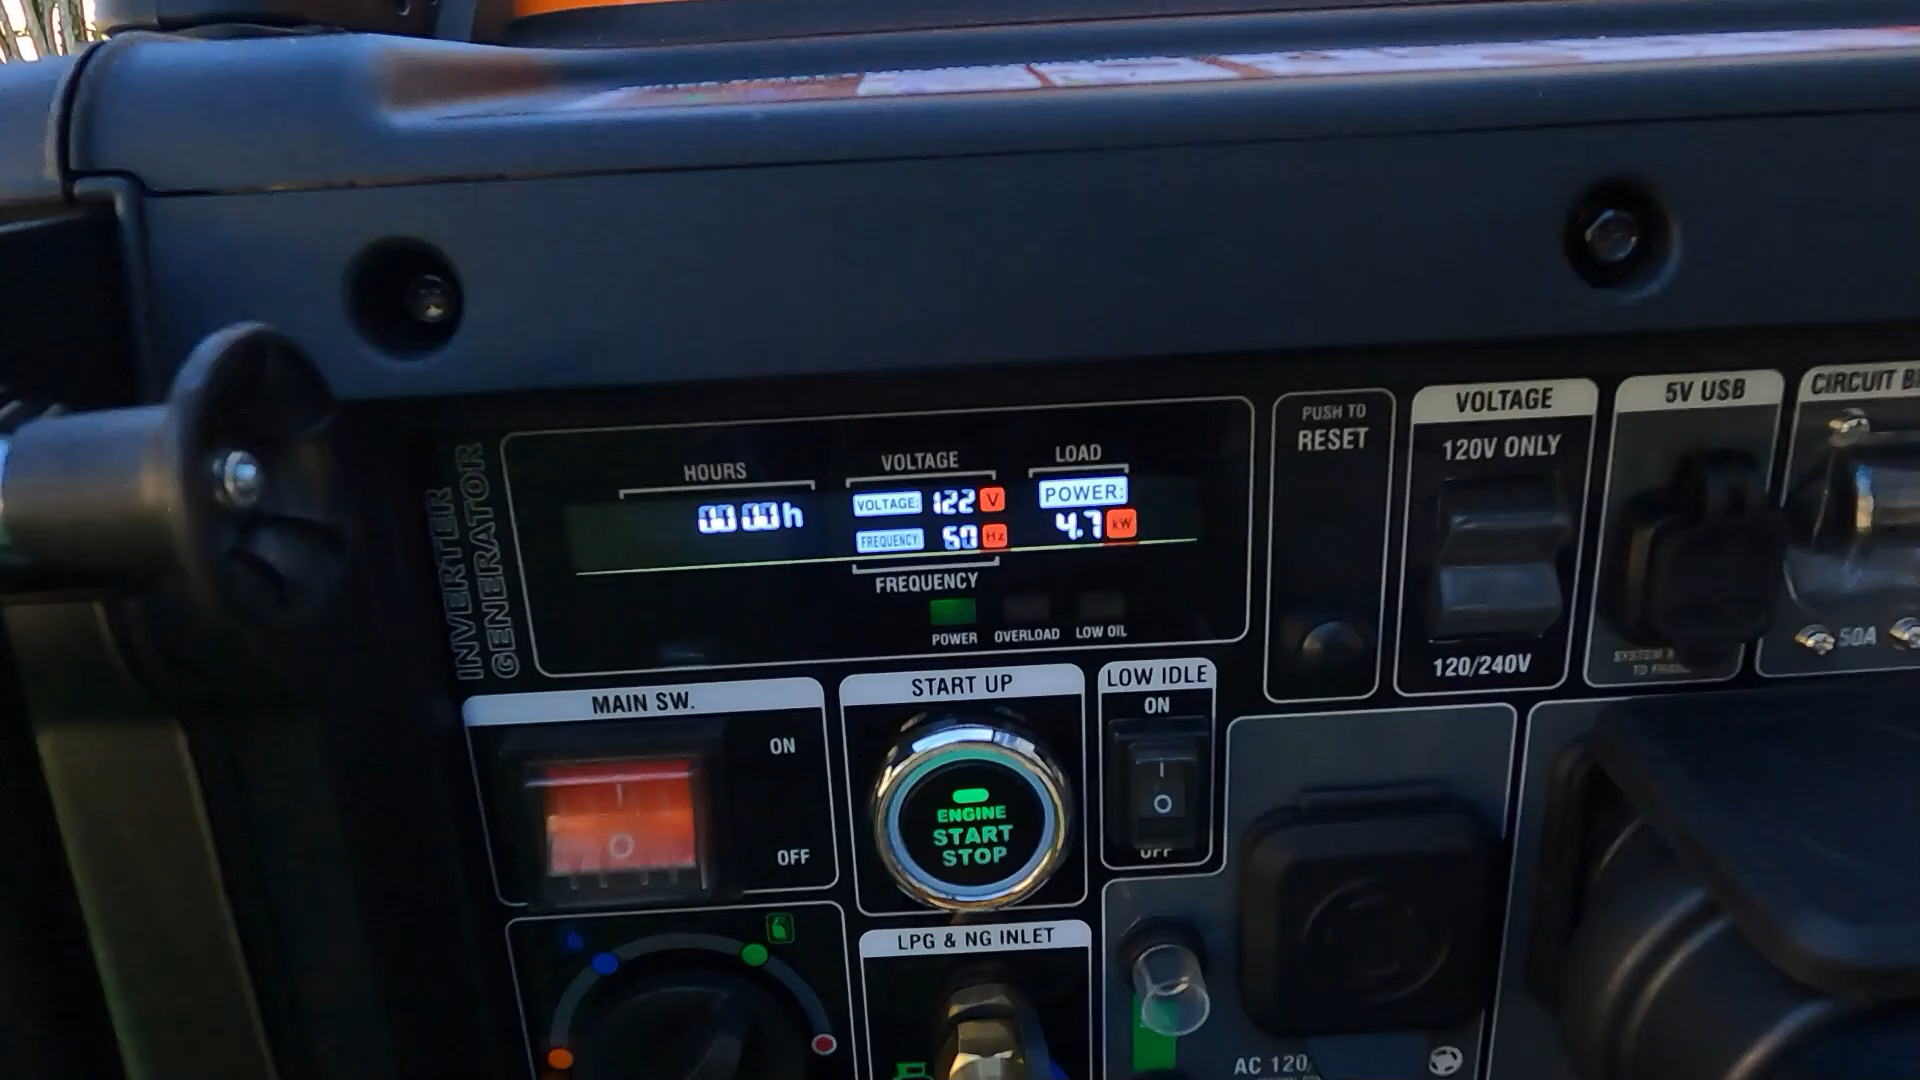 INVERTER
GENERATOR
HOURS
VOLTAGE
LOAD
VOLTAGE: 122 V
POWER:
4.7 kW
FREQUENCY: 60 Hz
FREQUENCY
POWER
OVERLOAD
LOW OIL
PUSH TO
RESET
VOLTAGE
120V ONLY
120/240V
5V USB
CIRCUIT
50A
MAIN SW.
ON
OFF
START UP
ENGINE
START
STOP
LOW IDLE
ON
OFF
LPG & NG INLET
AC 120/